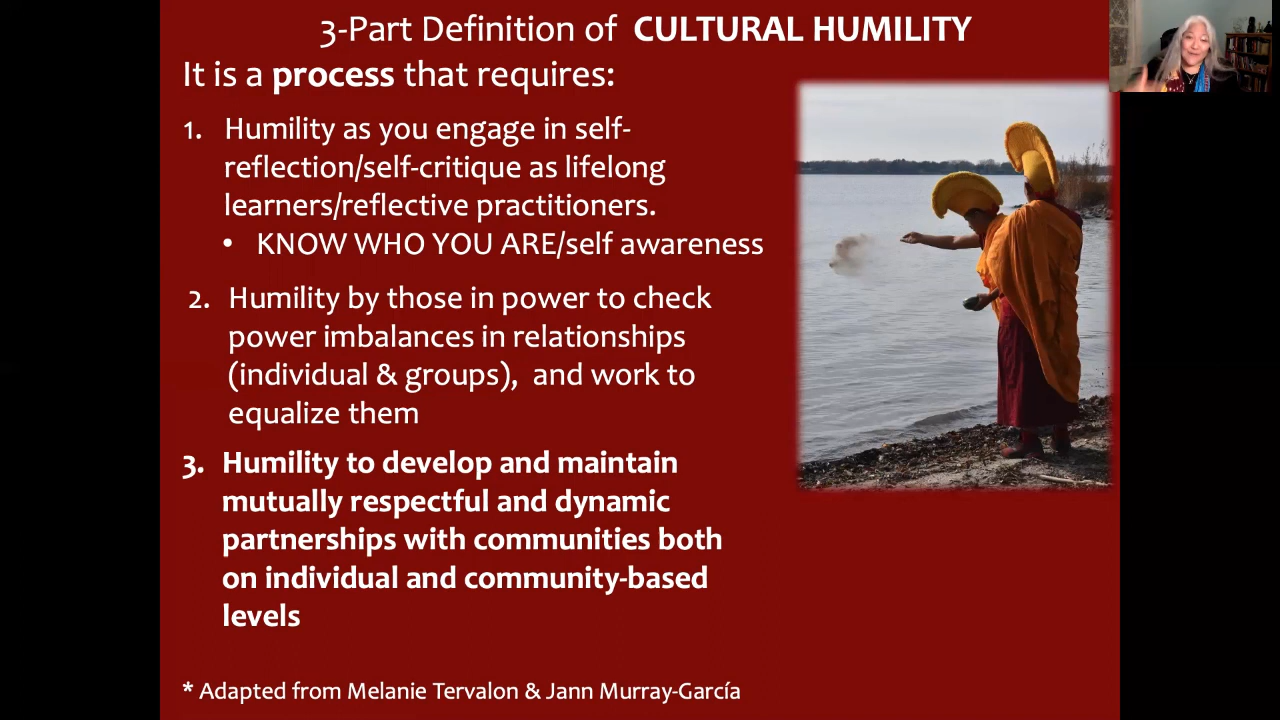 3-Part Definition of CULTURAL HUMILITY
It is a process that requires:
1. Humility as you engage in self-
reflection/self-critique as lifelong
learners/reflective practitioners.
• KNOW WHO YOU ARE/self awareness
2. Humility by those in power to check
power imbalances in relationships
(individual & groups), and work to
equalize them
3. Humility to develop and maintain
mutually respectful and dynamic
partnerships with communities both
on individual and community-based
levels
* Adapted from Melanie Tervalon & Jann Murray-García